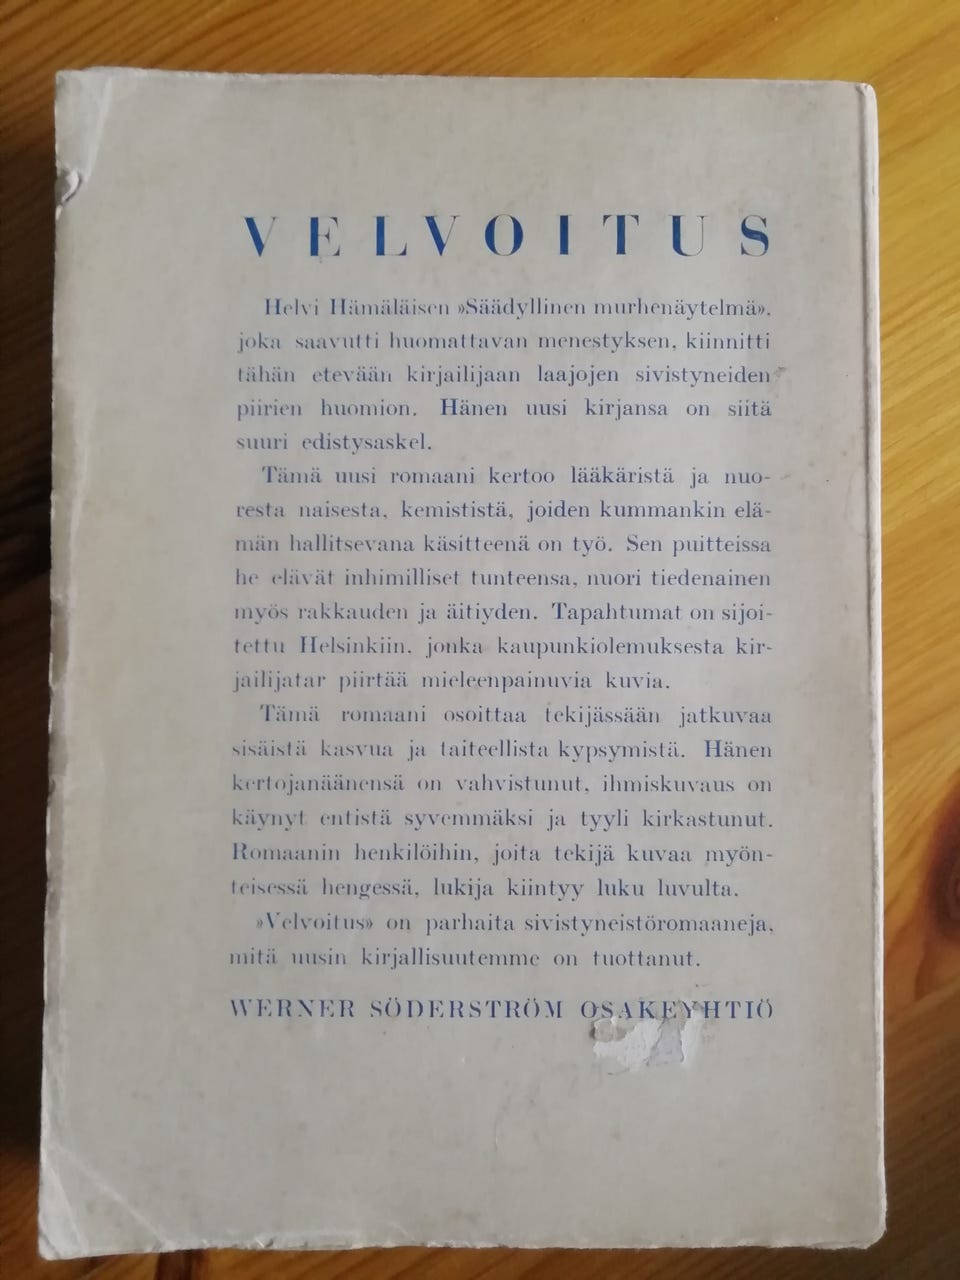 VELVOITUS
Helvi Hämäläisen »Säädyllinen murhenäytelmä».
joka saavutti huomattavan menestyksen, kiinnitti
tähän etevään kirjailijaan laajojen sivistyneiden
piirien huomion. Hänen uusi kirjansa on siitä
suuri edistysaskel.
Tämä uusi romaani kertoo lääkäristä ja nuo-
resta naisesta, kemististä, joiden kummankin elä-
män hallitsevana käsitteenä on työ. Sen puitteissa
he elävät inhimilliset tunteensa, nuori tiedenainen
myös rakkauden ja äitiyden. Tapahtumat on sijoi-
tettu Helsinkiin, jonka kaupunkiolemuksesta kir-
jailijatar piirtää mieleenpainuvia kuvia.
Tämä romaani osoittaa tekijässään jatkuvaa
sisäistä kasvua ja taiteellista kypsymistä. Hänen
kertojanäänensä on vahvistunut, ihmiskuvaus on
käynyt entistä syvemmäksi ja tyyli kirkastunut.
Romaanin henkilöihin, joita tekijä kuvaa myön-
teisessä hengessä, lukija kiintyy luku luvulta.
»Velvoitus» on parhaita sivistyneistöromaaneja,
mitä uusin kirjallisuutemme on tuottanut.
WERNER SÖDERSTRÖM OSAKEYHTIÖ